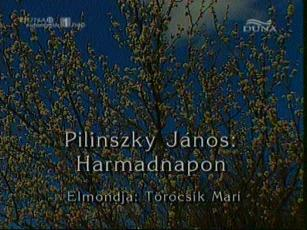 DUNA
Pilinszky János:
Harmadnapon
Elmondja: Törőcsik Mari